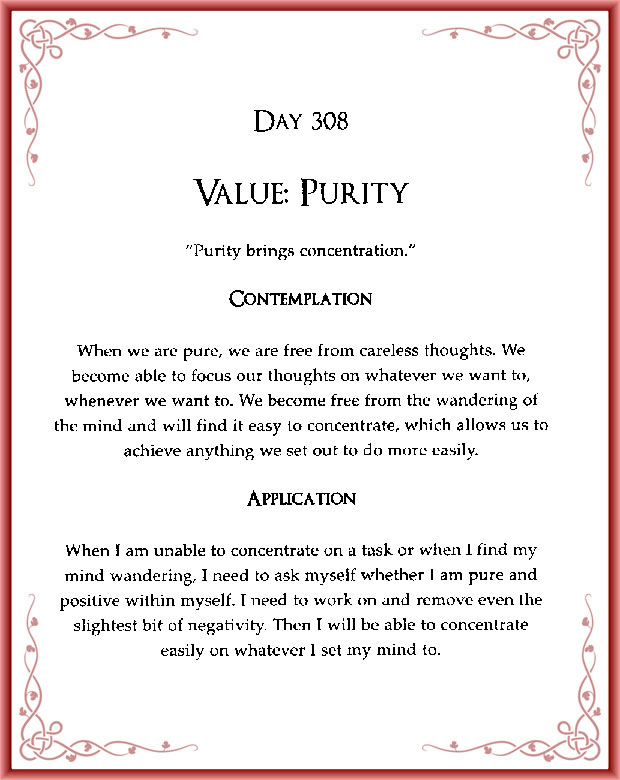 Day 308
Value: Purity
"Purity brings concentration."
Contemplation
When we are pure, we are free from careless thoughts. We
become able to focus our thoughts on whatever we want to,
whenever we want to. We become free from the wandering of
the mind and will find it easy to concentrate, which allows us to
achieve anything we set out to do more easily.
Application
When I am unable to concentrate on a task or when I find my
mind wandering, I need to ask myself whether I am pure and
positive within myself. I need to work on and remove even the
slightest bit of negativity. Then I will be able to concentrate
easily on whatever I set my mind to.